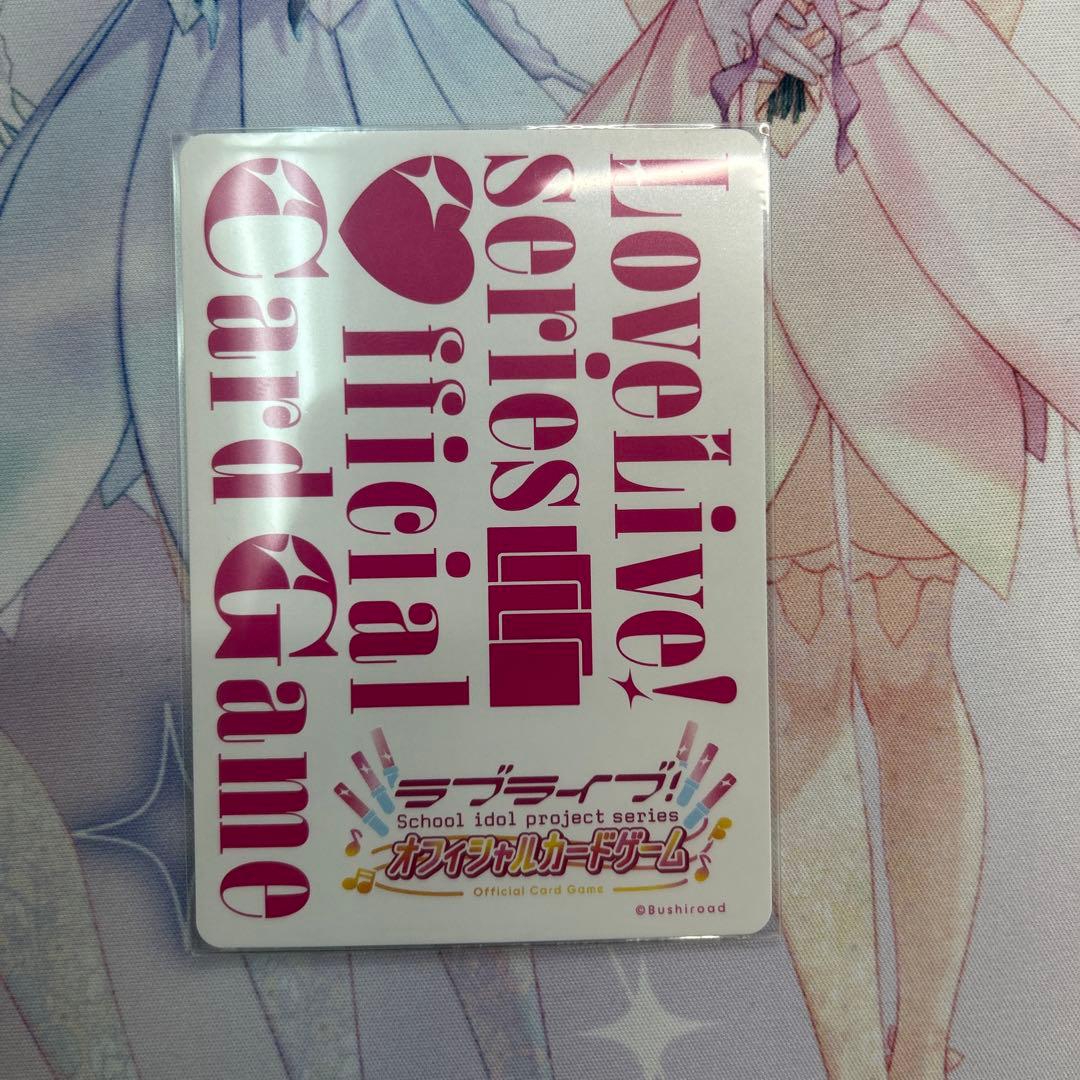 LoveLive!
series
fficial
Card Game
ラブライブ!
School idol project series
オフィシャルカードゲーム
Official Card Game
©Bushiroad